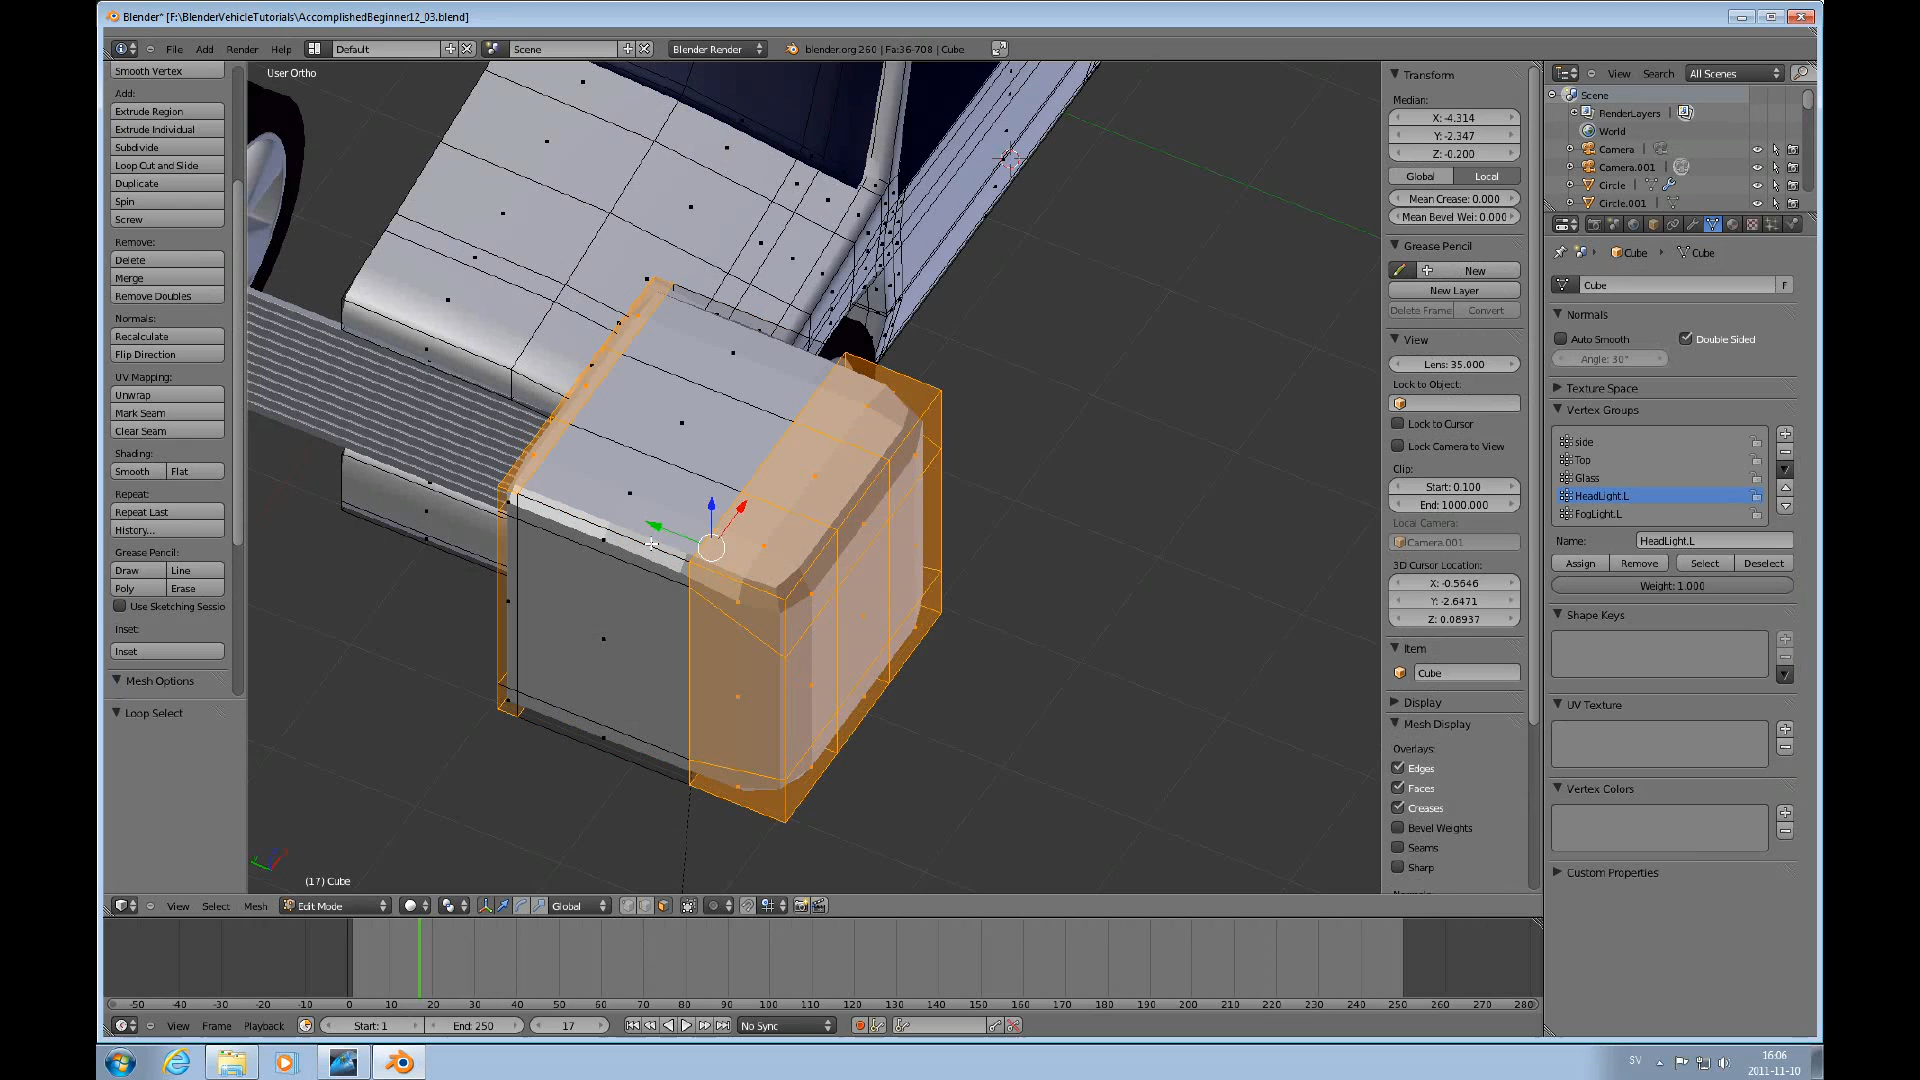 Blender* [F:\BlenderVehicleTutorials\AccomplishedBeginner12_03.blend]
File Add Render Help Default Scene Blender Render blender.org 260 | Fa:36-708 | Cube
Smooth Vertex
Add:
Extrude Region
Extrude Individual
Subdivide
Loop Cut and Slide
Duplicate
Spin
Screw
Remove:
Delete
Merge
Remove Doubles
Normals:
Recalculate
Flip Direction
UV Mapping:
Unwrap
Mark Seam
Clear Seam
Shading:
Smooth Flat
Repeat:
Repeat Last
History...
Grease Pencil:
Draw Line
Poly Erase
Use Sketching Sessio
Inset:
Inset
Mesh Options
Loop Select
User Ortho
(17) Cube
Transform
Median:
X: -4.314
Y: -2.347
Z: -0.200
Global Local
Mean Crease: 0.000
Mean Bevel Wei: 0.000
Grease Pencil
New
New Layer
Delete Frame Convert
View
Lens: 35.000
Lock to Object:
Lock to Cursor
Lock Camera to View
Clip:
Start: 0.100
End: 1000.000
Local Camera:
Camera.001
3D Cursor Location:
X: -0.5646
Y: -2.6471
Z: 0.08937
Item
Cube
Display
Mesh Display
Overlays:
Edges
Faces
Creases
Bevel Weights
Seams
Sharp
View Search All Scenes
Scene
RenderLayers
World
Camera
Camera.001
Circle
Circle.001
Cube Cube
Cube F
Normals
Auto Smooth Double Sided
Angle: 30°
Texture Space
Vertex Groups
side
Top
Glass
HeadLight.L
FogLight.L
Name: HeadLight.L
Assign Remove Select Deselect
Weight: 1.000
Shape Keys
UV Texture
Vertex Colors
Custom Properties
View Select Mesh Edit Mode Global
-50 -40 -30 -20 -10 0 10 20 30 40 50 60 70 80 90 100 110 120 130 140 150 160 170 180 190 200 210 220 230 240 250 260 270 280
View Frame Playback Start: 1 End: 250 17 No Sync
SV
16:06
2011-11-10